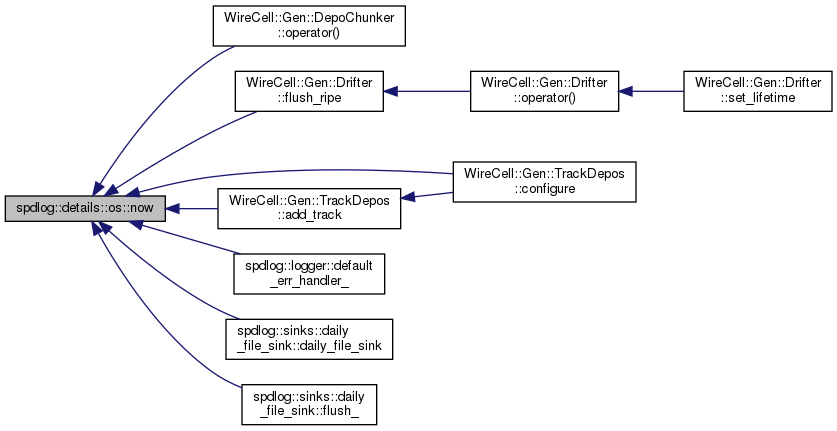 WireCell::Gen::DepoChunker
::operator()
WireCell::Gen::Drifter
::flush_ripe
WireCell::Gen::Drifter
::operator()
WireCell::Gen::Drifter
::set_lifetime
WireCell::Gen::TrackDepos
::configure
spdlog::details::os::now
WireCell::Gen::TrackDepos
::add_track
spdlog::logger::default
_err_handler_
spdlog::sinks::daily
_file_sink::daily_file_sink
spdlog::sinks::daily
_file_sink::flush_